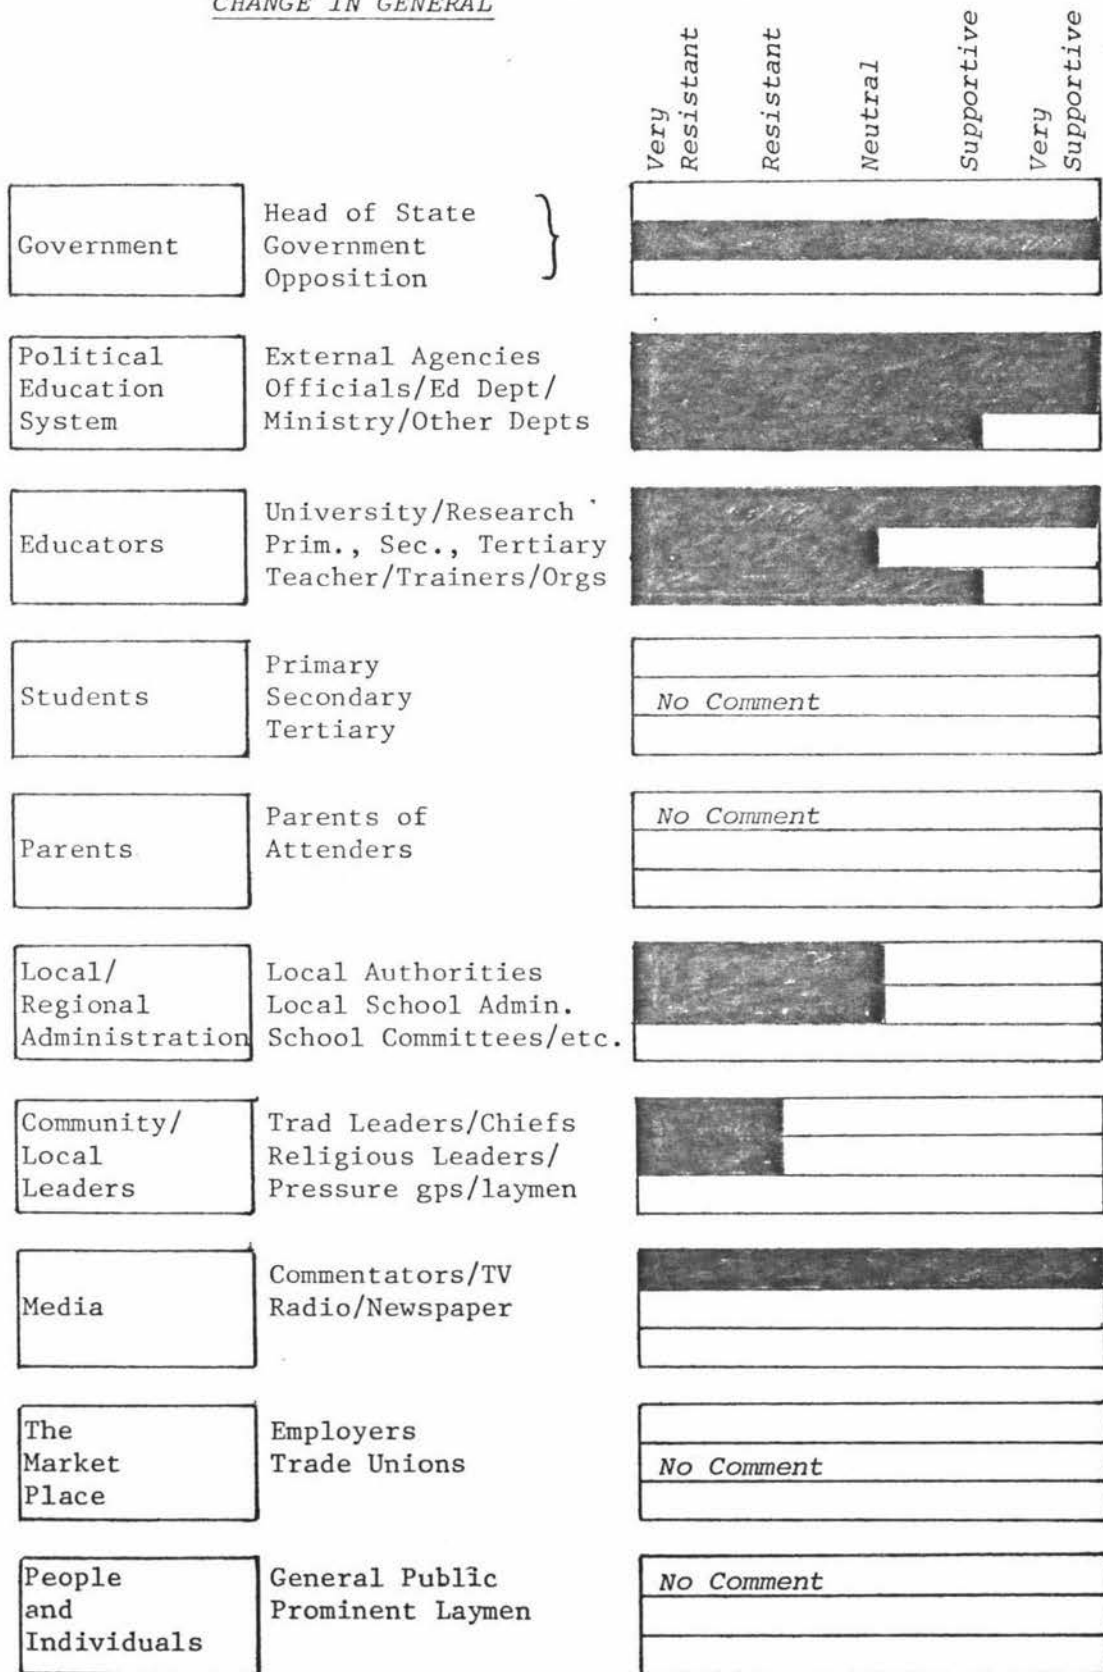 CHANGE IN GENERAL
Very Resistant
Resistant
Neutral
Supportive
Very Supportive
Government
Head of State
Government
Opposition
Political
Education
System
External Agencies
Officials/Ed Dept/
Ministry/Other Depts
Educators
University/Research
Prim., Sec., Tertiary
Teacher/Trainers/Orgs
Students
Primary
Secondary
Tertiary
No Comment
Parents
Parents of
Attenders
No Comment
Local/
Regional
Administration
Local Authorities
Local School Admin.
School Committees/etc.
Community/
Local
Leaders
Trad Leaders/Chiefs
Religious Leaders/
Pressure gps/laymen
Media
Commentators/TV
Radio/Newspaper
The
Market
Place
Employers
Trade Unions
No Comment
People
and
Individuals
General Public
Prominent Laymen
No Comment